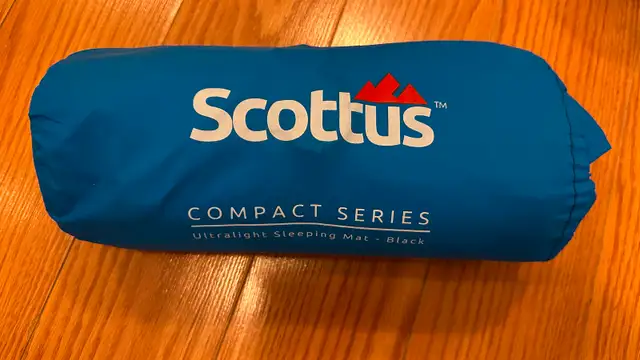 Scottus™
COMPACT SERIES
Ultralight Sleeping Mat - Black